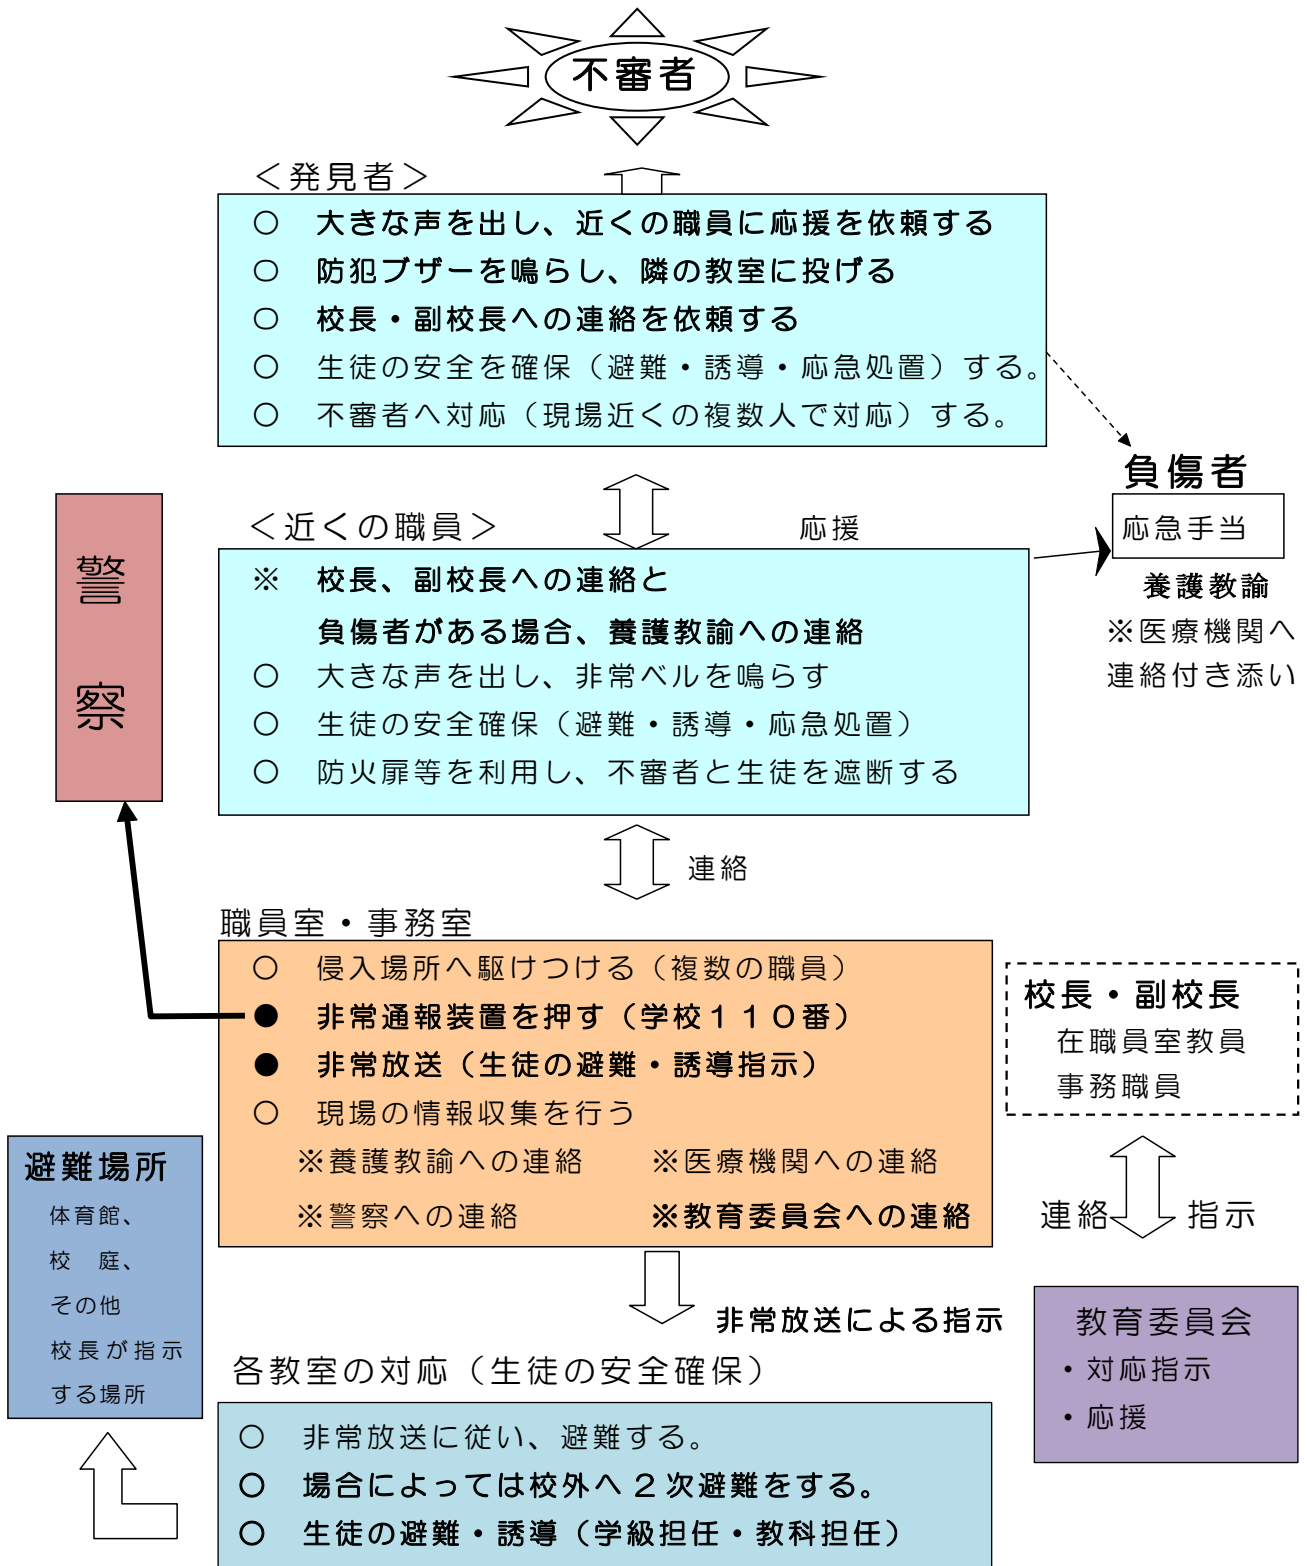 不審者
＜発見者＞
○　大きな声を出し、近くの職員に応援を依頼する
○　防犯ブザーを鳴らし、隣の教室に投げる
○　校長・副校長への連絡を依頼する
○　生徒の安全を確保（避難・誘導・応急処置）する。
○　不審者へ対応（現場近くの複数人で対応）する。
負傷者
応急手当
養護教諭
※医療機関へ
連絡付き添い
警
察
＜近くの職員＞
応援
※　校長、副校長への連絡と
負傷者がある場合、養護教諭への連絡
○　大きな声を出し、非常ベルを鳴らす
○　生徒の安全確保（避難・誘導・応急処置）
○　防火扉等を利用し、不審者と生徒を遮断する
連絡
職員室・事務室
○　侵入場所へ駆けつける（複数の職員）
●　非常通報装置を押す（学校１１０番）
●　非常放送（生徒の避難・誘導指示）
○　現場の情報収集を行う
※養護教諭への連絡　　※医療機関への連絡
※警察への連絡　　※教育委員会への連絡
校長・副校長
在職員室教員
事務職員
連絡　指示
教育委員会
・対応指示
・応援
避難場所
体育館、
校　庭、
その他
校長が指示
する場所
非常放送による指示
各教室の対応（生徒の安全確保）
○　非常放送に従い、避難する。
○　場合によっては校外へ２次避難をする。
○　生徒の避難・誘導（学級担任・教科担任）